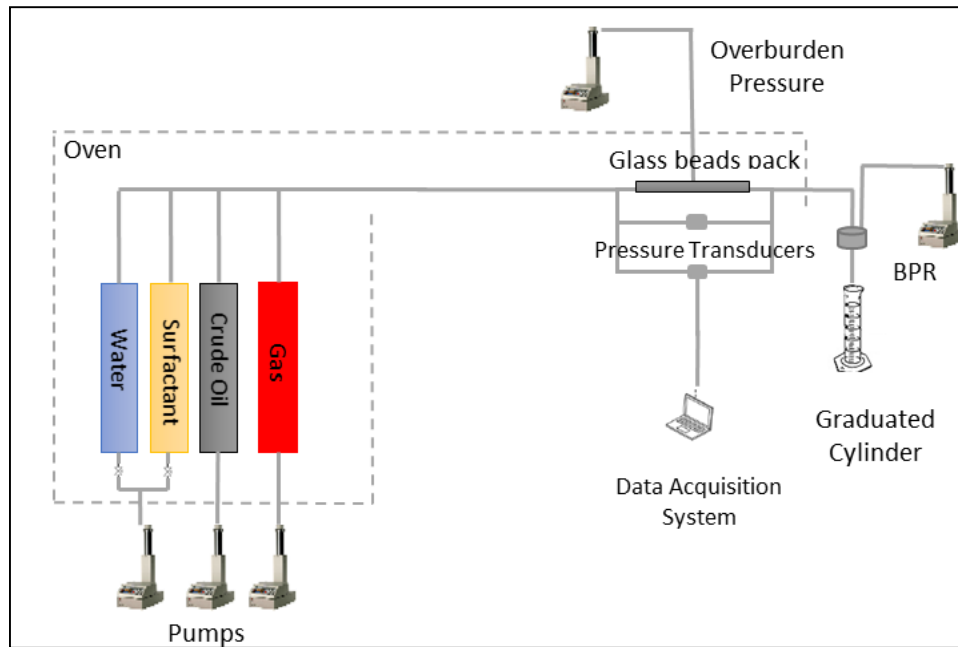 Overburden
Pressure
Oven
Glass beads pack
Pressure Transducers
BPR
Water
Surfactant
Crude Oil
Gas
Graduated
Cylinder
Data Acquisition
System
Pumps